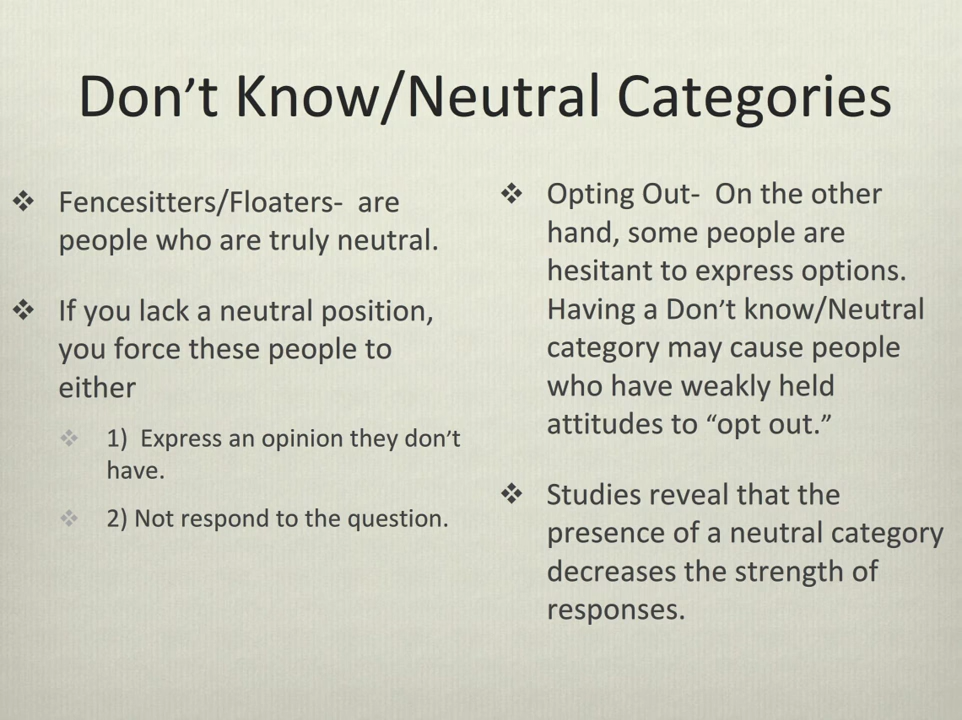 Don’t Know/Neutral Categories
Fencesitters/Floaters-  are
people who are truly neutral.
If you lack a neutral position,
you force these people to
either
1)  Express an opinion they don’t
have.
2) Not respond to the question.
Opting Out-  On the other
hand, some people are
hesitant to express options.
Having a Don’t know/Neutral
category may cause people
who have weakly held
attitudes to “opt out.”
Studies reveal that the
presence of a neutral category
decreases the strength of
responses.